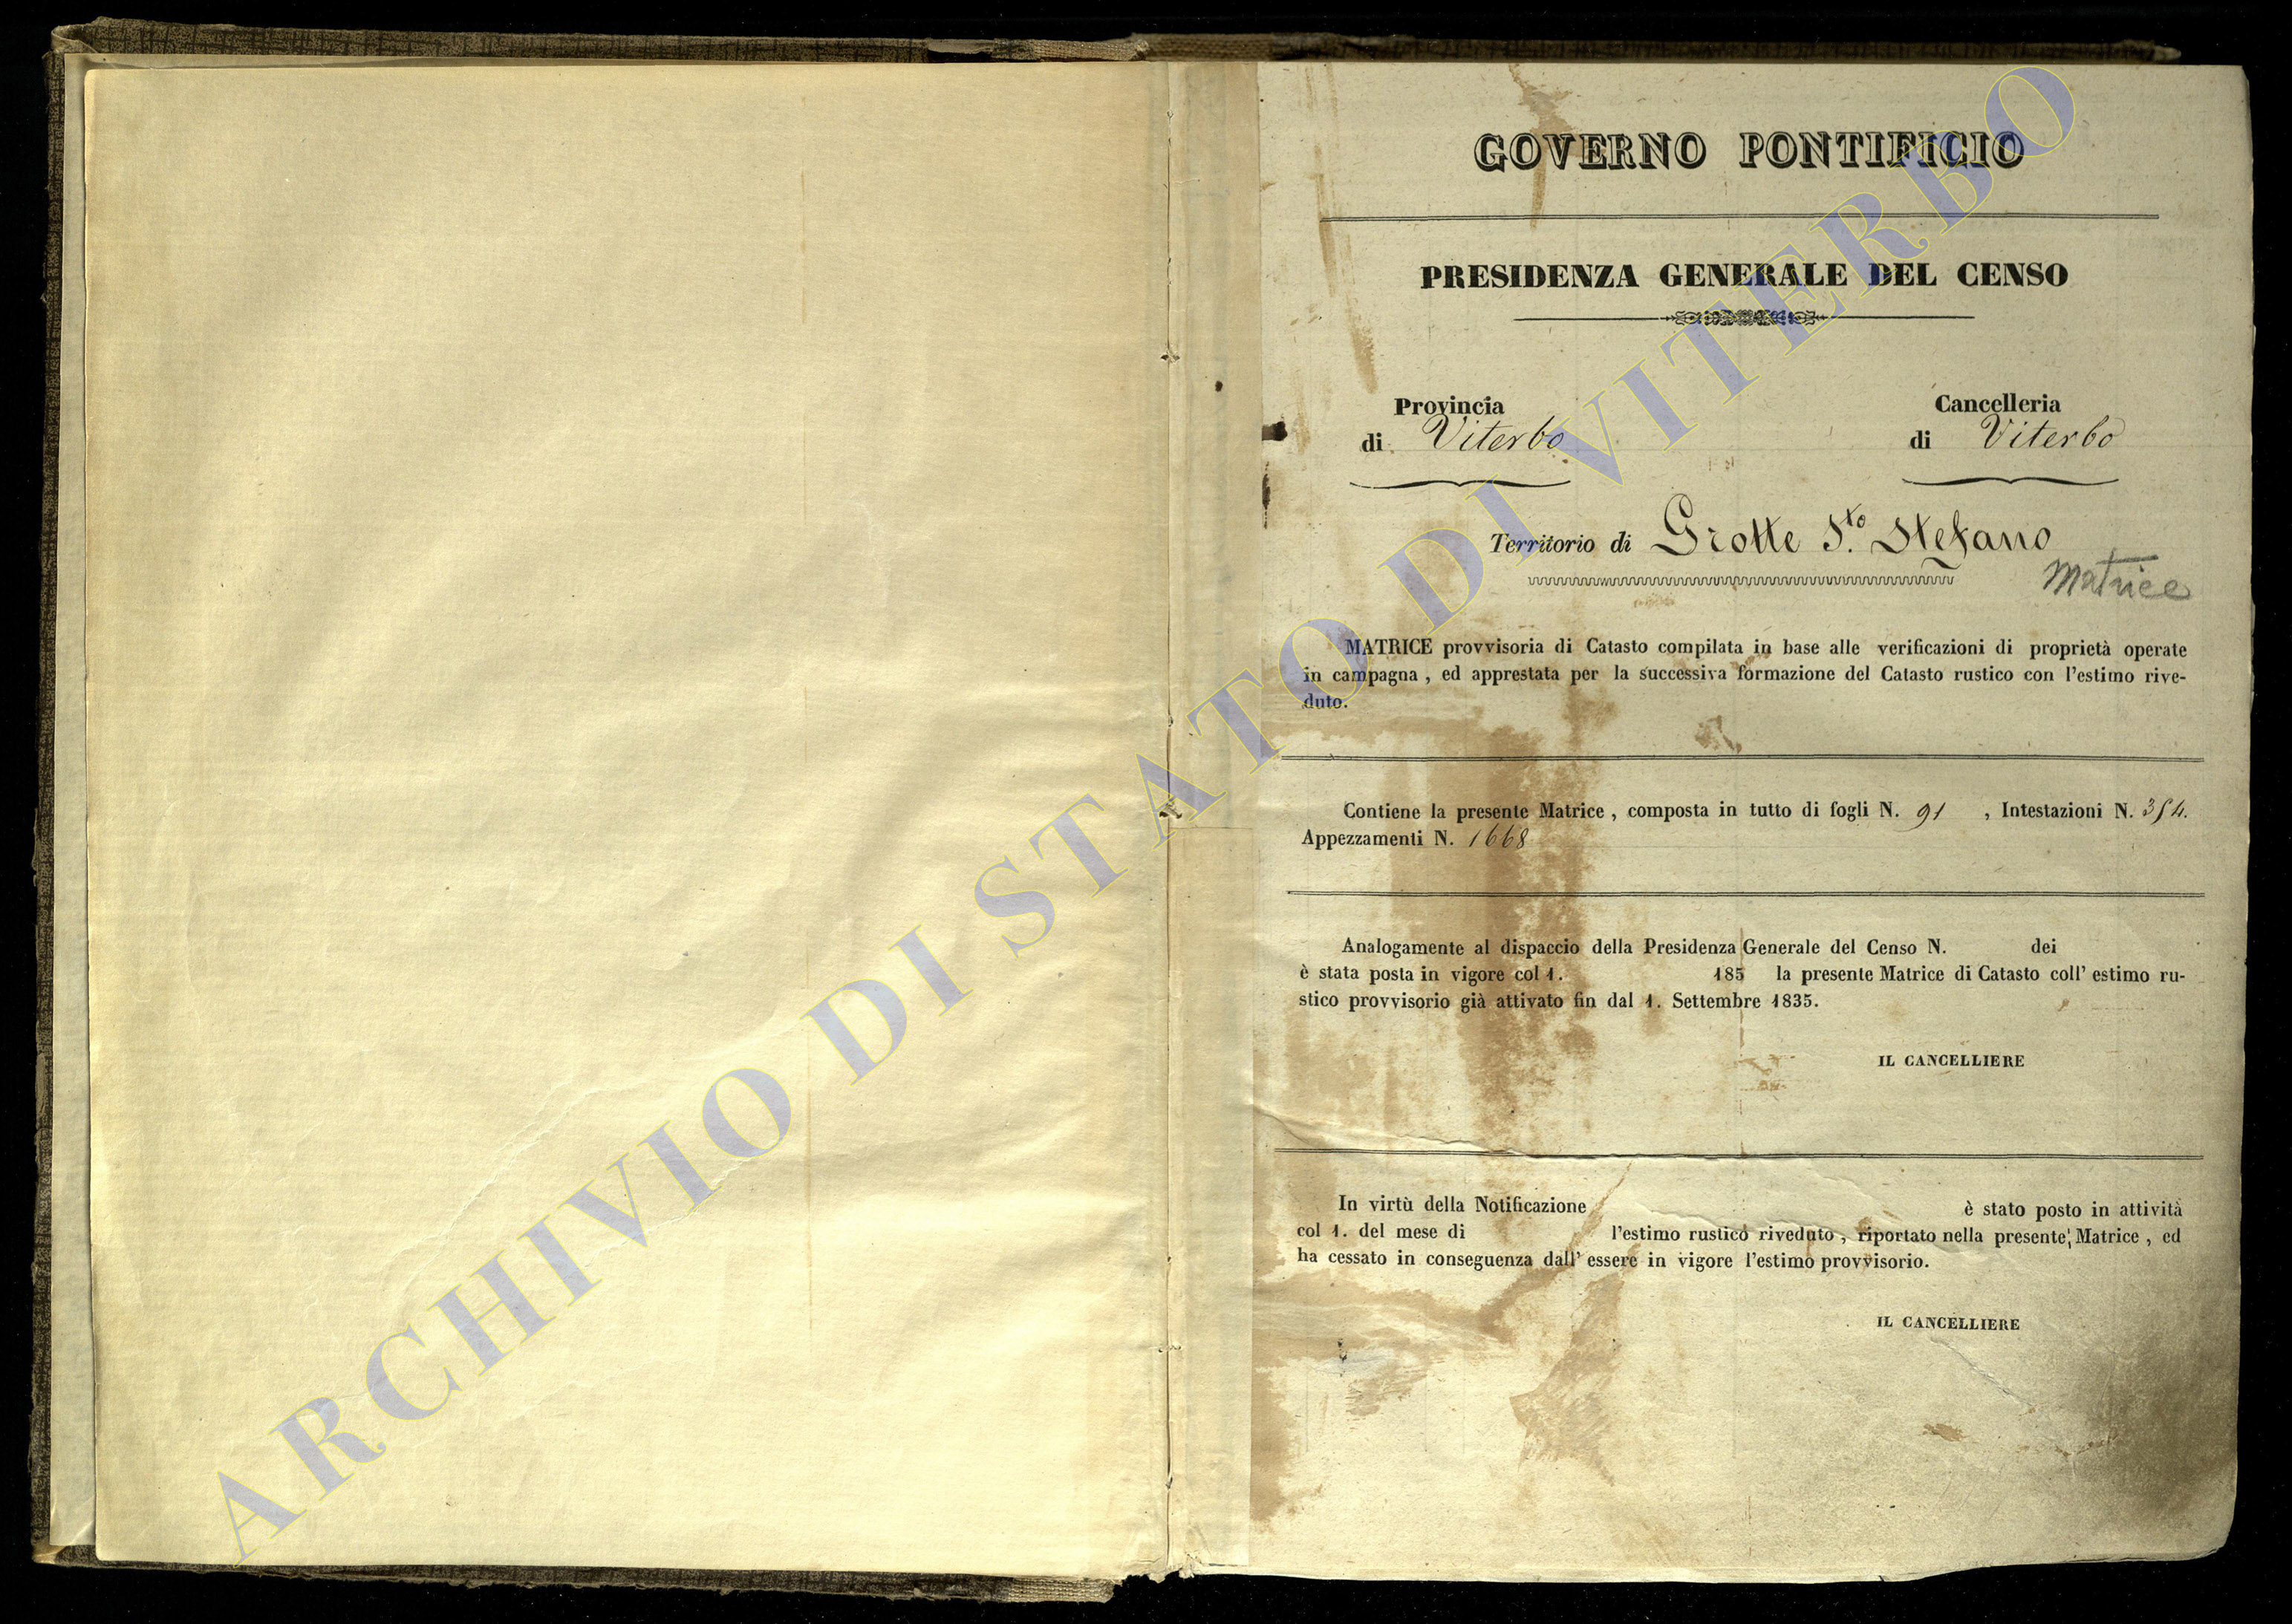 GOVERNO PONTIFICIO
PRESIDENZA GENERALE DEL CENSO
Provincia
di Viterbo
Cancelleria
di Viterbo
Territorio di Grotte S.to Stefano
Matrice
MATRICE provvisoria di Catasto compilata in base alle verificazioni di proprietà operate
in campagna , ed apprestata per la successiva formazione del Catasto rustico con l'estimo rive-
duto.
Contiene la presente Matrice , composta in tutto di fogli N. 91 , Intestazioni N.
Appezzamenti N. 1668
Analogamente al dispaccio della Presidenza Generale del Censo N. dei
è stata posta in vigore col 1. 185 la presente Matrice di Catasto coll' estimo ru-
stico provvisorio già attivato fin dal 1. Settembre 1835.
IL CANCELLIERE
In virtù della Notificazione è stato posto in attività
col 1. del mese di l'estimo rustico riveduto , riportato nella presente Matrice , ed
ha cessato in conseguenza dall' essere in vigore l'estimo provvisorio.
IL CANCELLIERE
ARCHIVIO DI STATO DI VITERBO